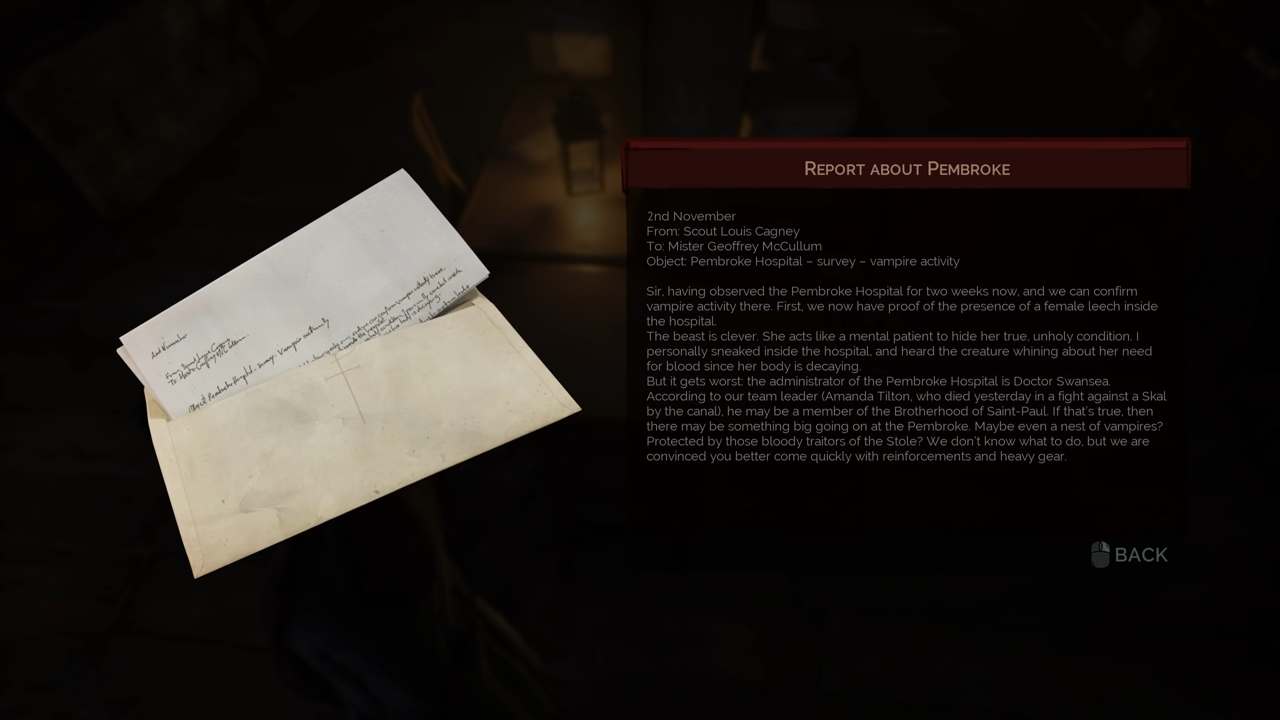 REPORT ABOUT PEMBROKE
2nd November
From: Scout Louis Cagney
To: Mister Geoffrey McCullum
Object: Pembroke Hospital – survey – vampire activity
Sir, having observed the Pembroke Hospital for two weeks now, and we can confirm
vampire activity there. First, we now have proof of the presence of a female leech inside
the hospital.
The beast is clever. She acts like a mental patient to hide her true, unholy condition. I
personally sneaked inside the hospital, and heard the creature whining about her need
for blood since her body is decaying.
But it gets worst: the administrator of the Pembroke Hospital is Doctor Swansea.
According to our team leader (Amanda Tilton, who died yesterday in a fight against a Skal
by the canal), he may be a member of the Brotherhood of Saint-Paul. If that's true, then
there may be something big going on at the Pembroke. Maybe even a nest of vampires?
Protected by those bloody traitors of the Stole? We don't know what to do, but we are
convinced you better come quickly with reinforcements and heavy gear.
BACK